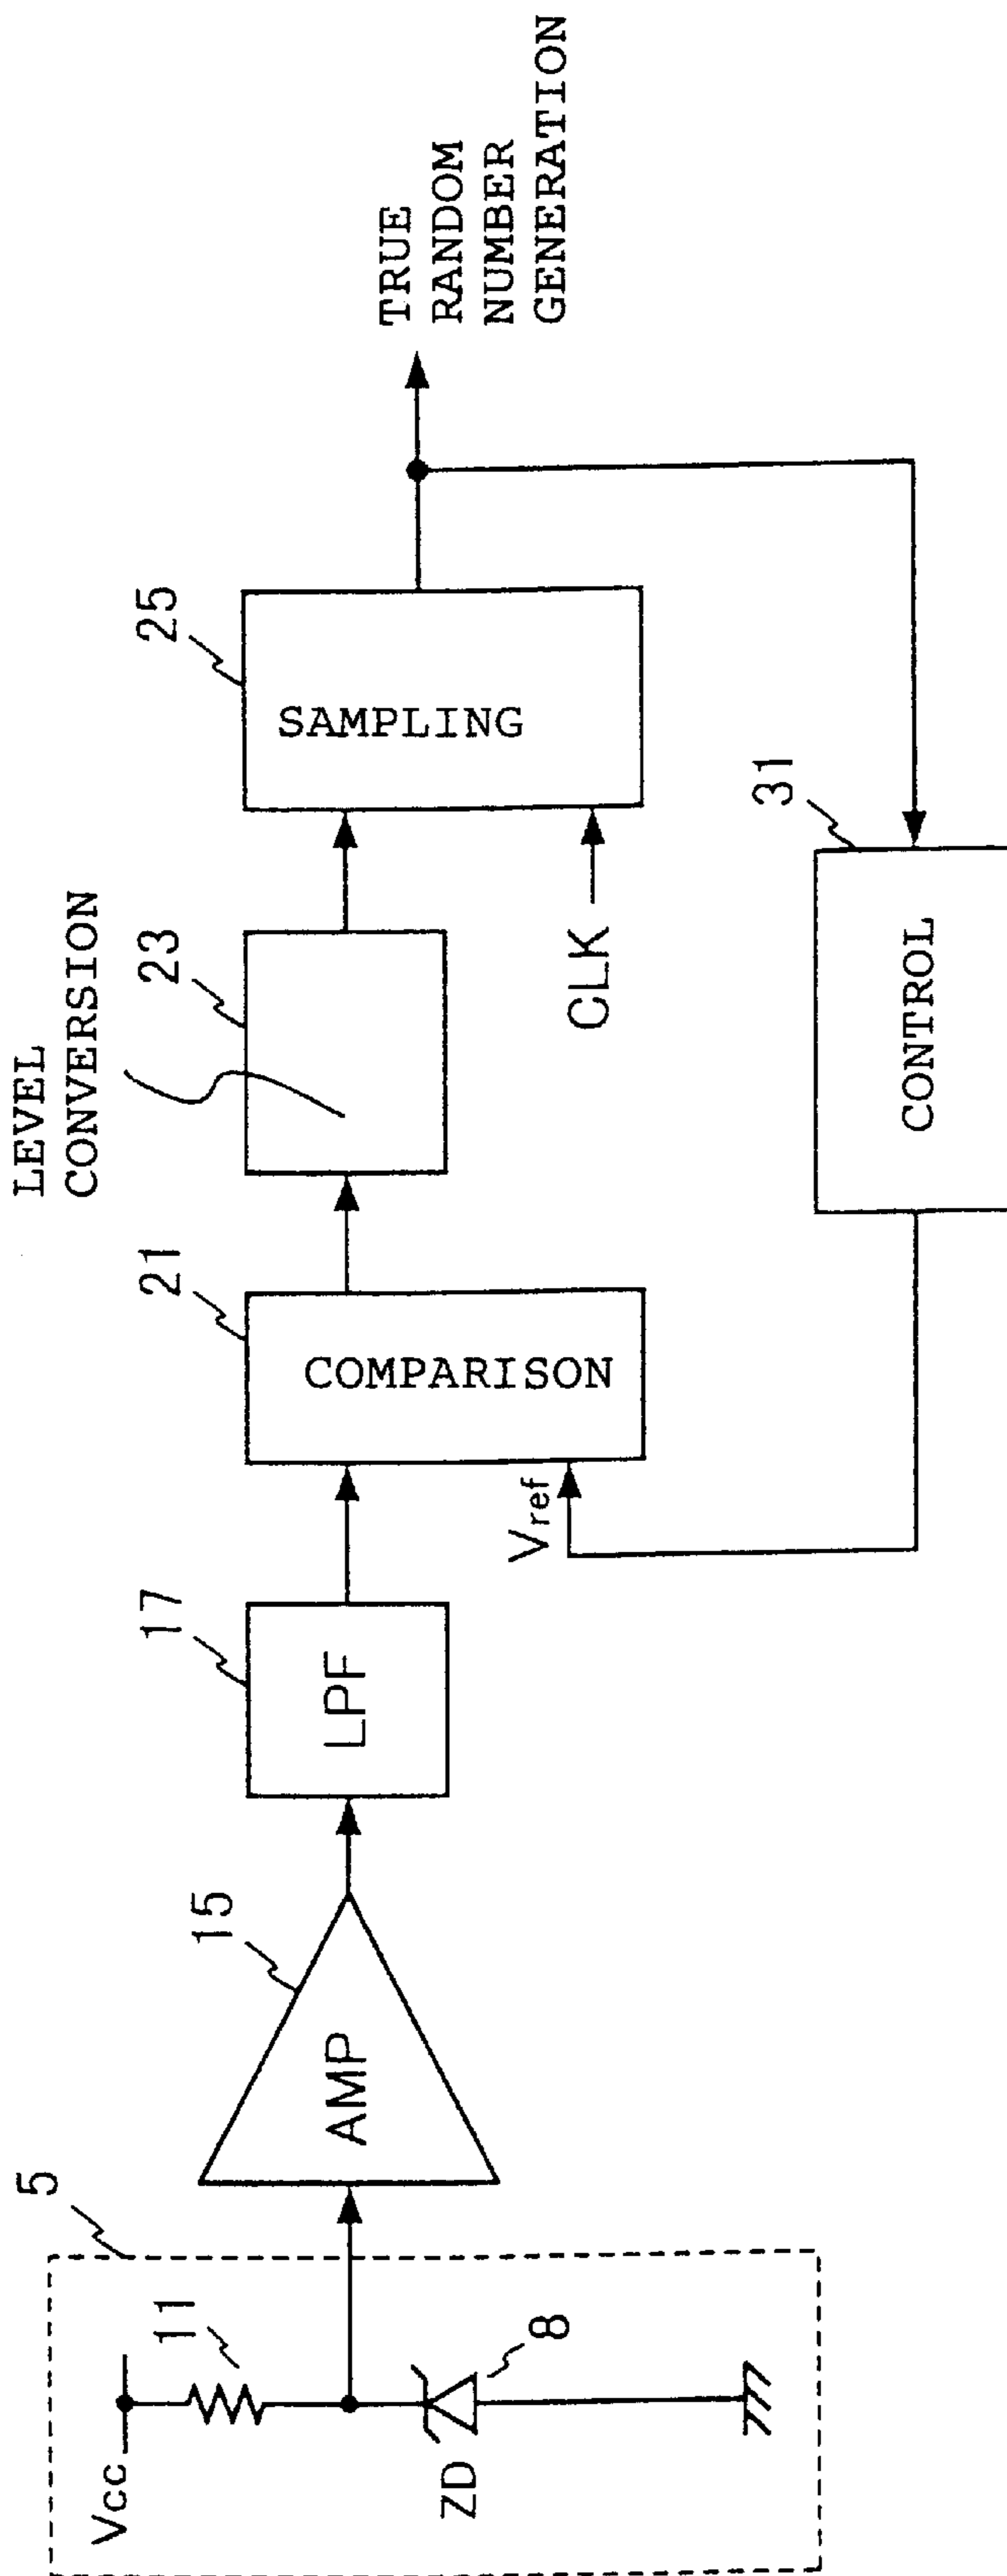 5
Vcc
11
ZD
8
15
AMP
17
LPF
21
COMPARISON
Vref
LEVEL
CONVERSION
23
25
SAMPLING
CLK
31
CONTROL
TRUE
RANDOM
NUMBER
GENERATION